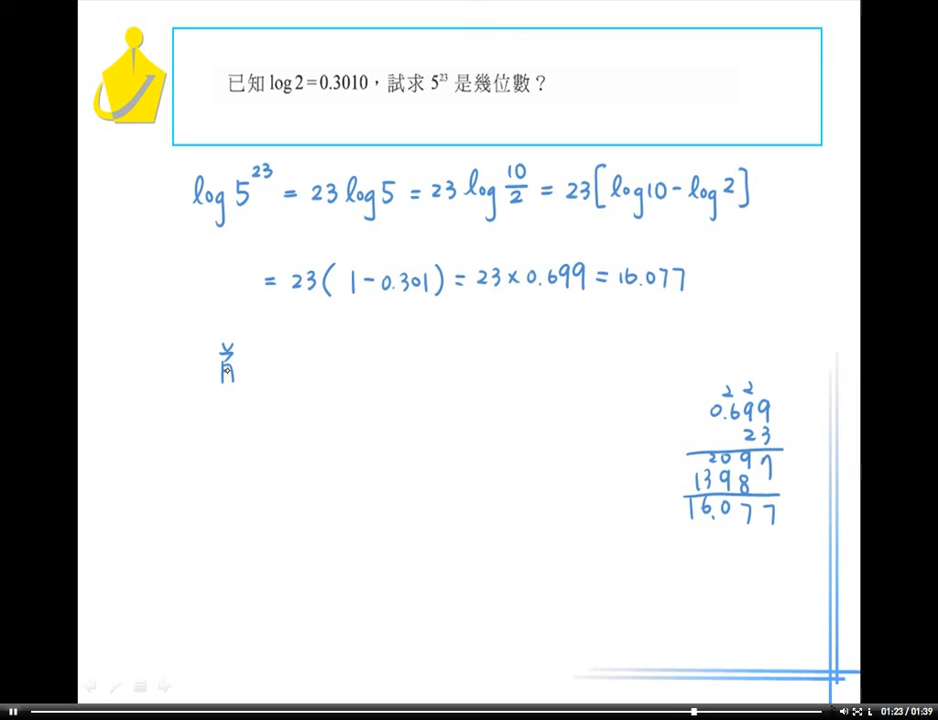 已知 log 2 = 0.3010，試求 5²³ 是幾位數？
log 5²³ = 23 log 5 = 23 log 10/2 = 23 [ log 10 - log 2 ]
= 23 ( 1 - 0.301 ) = 23 × 0.699 = 16.077
2 2
0.699
23
2097
1398
16.077
01:23 / 01:39